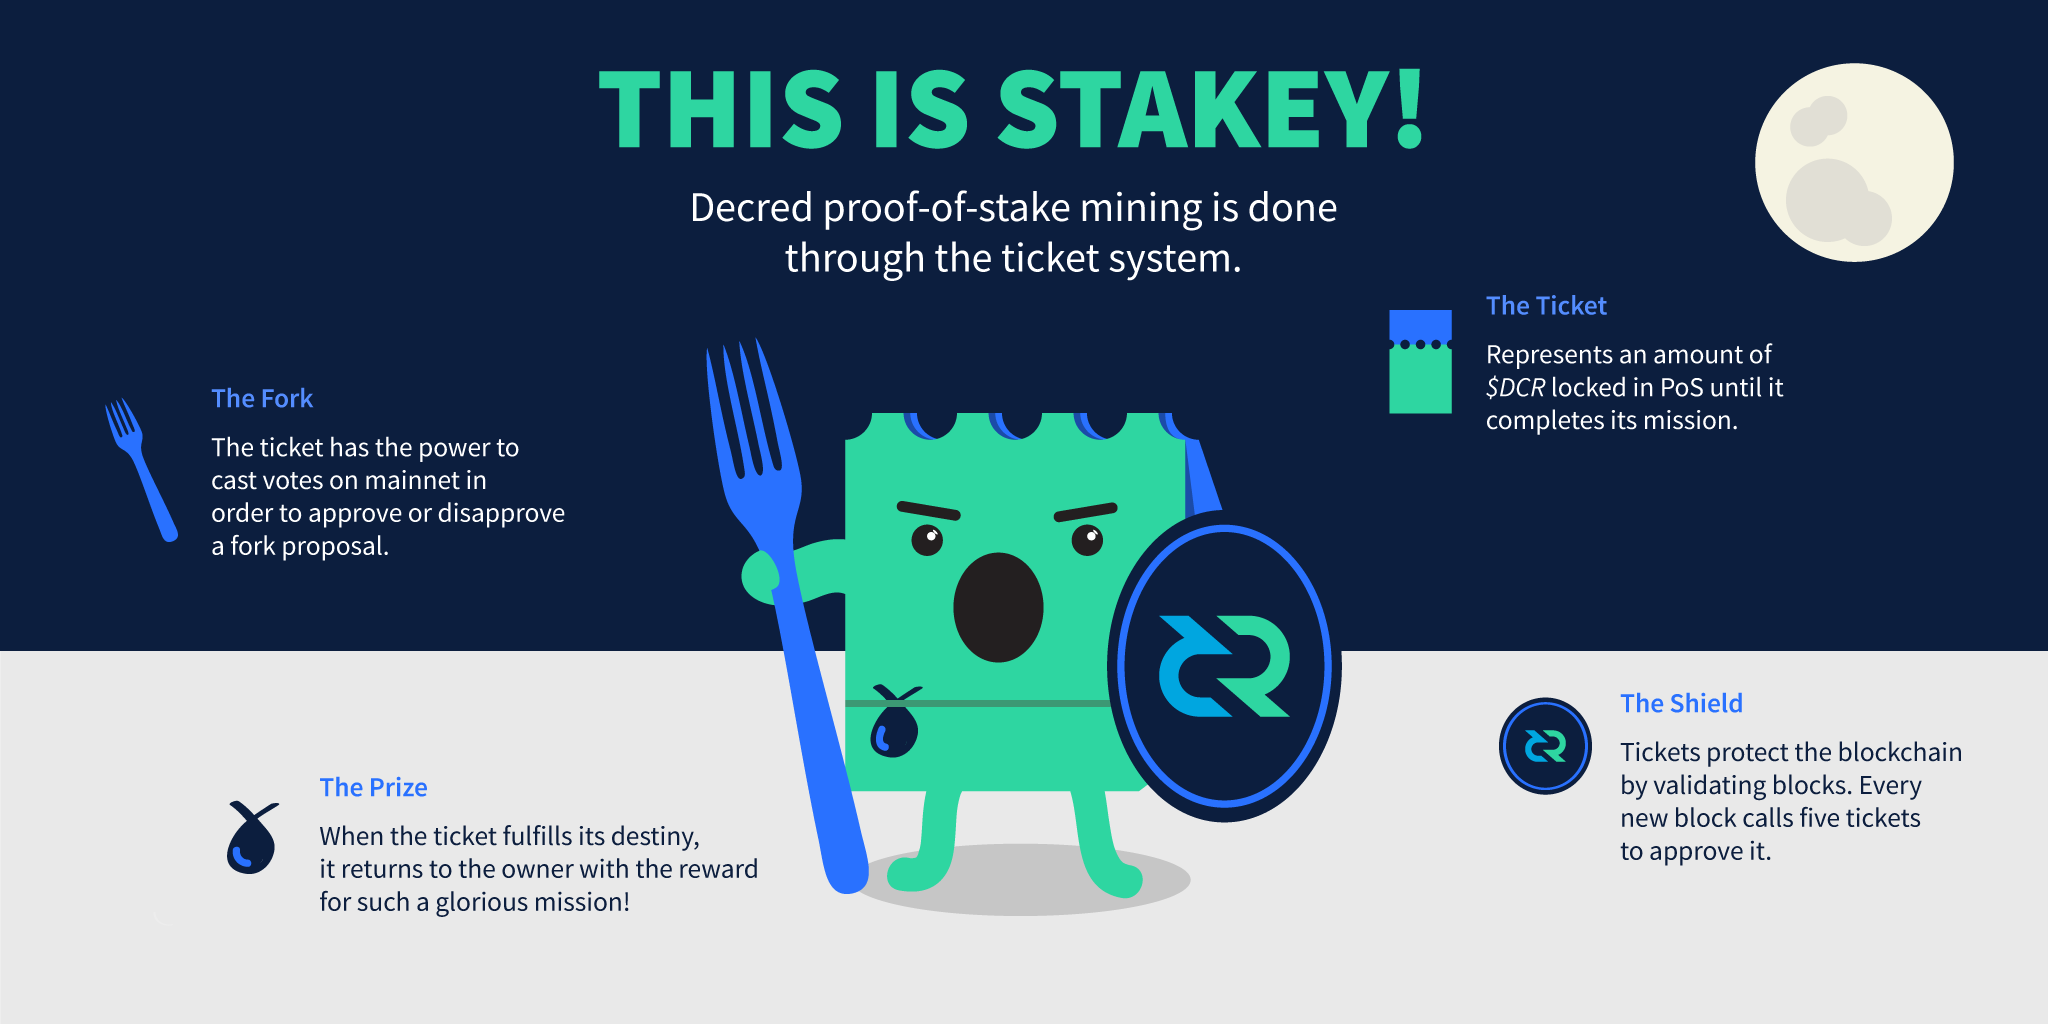 THIS IS STAKEY!
Decred proof-of-stake mining is done
through the ticket system.
The Ticket
Represents an amount of
$DCR locked in PoS until it
completes its mission.
The Fork
The ticket has the power to
cast votes on mainnet in
order to approve or disapprove
a fork proposal.
The Shield
Tickets protect the blockchain
by validating blocks. Every
new block calls five tickets
to approve it.
The Prize
When the ticket fulfills its destiny,
it returns to the owner with the reward
for such a glorious mission!